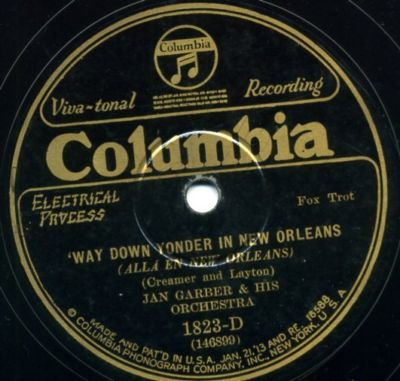 Columbia
Viva-tonal Recording
Columbia
ELECTRICAL
PROCESS
Fox Trot
'WAY DOWN YONDER IN NEW ORLEANS
(ALLÁ EN NEW ORLEANS)
(Creamer and Layton)
JAN GARBER & HIS
ORCHESTRA
1823-D
(146899)
MADE AND PAT'D IN U.S.A. JAN. 21, '13 AND RE. 16588
© COLUMBIA PHONOGRAPH COMPANY, INC., NEW YORK, U.S.A.